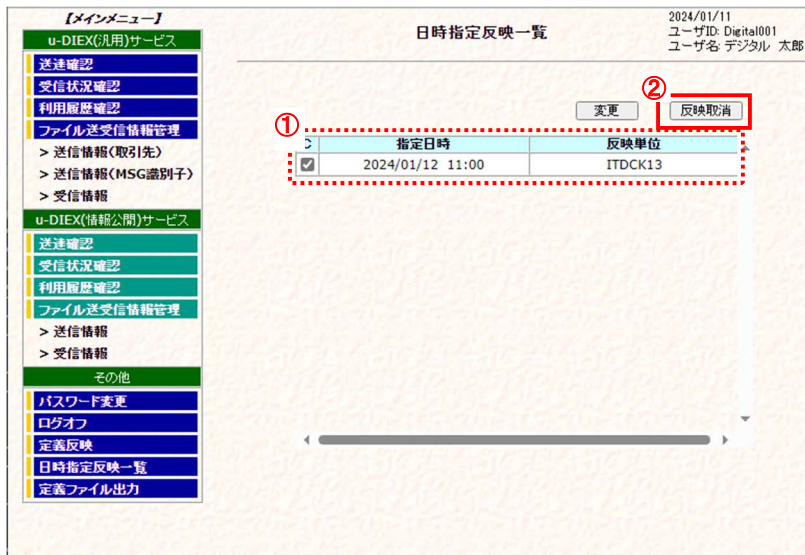 【メインメニュー】
u-DIEX(汎用)サービス
送達確認
受信状況確認
利用履歴確認
ファイル送受信情報管理
> 送信情報(取引先)
> 送信情報(MSG識別子)
> 受信情報
u-DIEX(情報公開)サービス
送達確認
受信状況確認
利用履歴確認
ファイル送受信情報管理
> 送信情報
> 受信情報
その他
パスワード変更
ログオフ
定義反映
日時指定反映一覧
定義ファイル出力
日時指定反映一覧
2024/01/11
ユーザID: Digital001
ユーザ名: デジタル 太郎
②
変更 反映取消
①
指定日時 反映単位
2024/01/12 11:00 ITDCK13